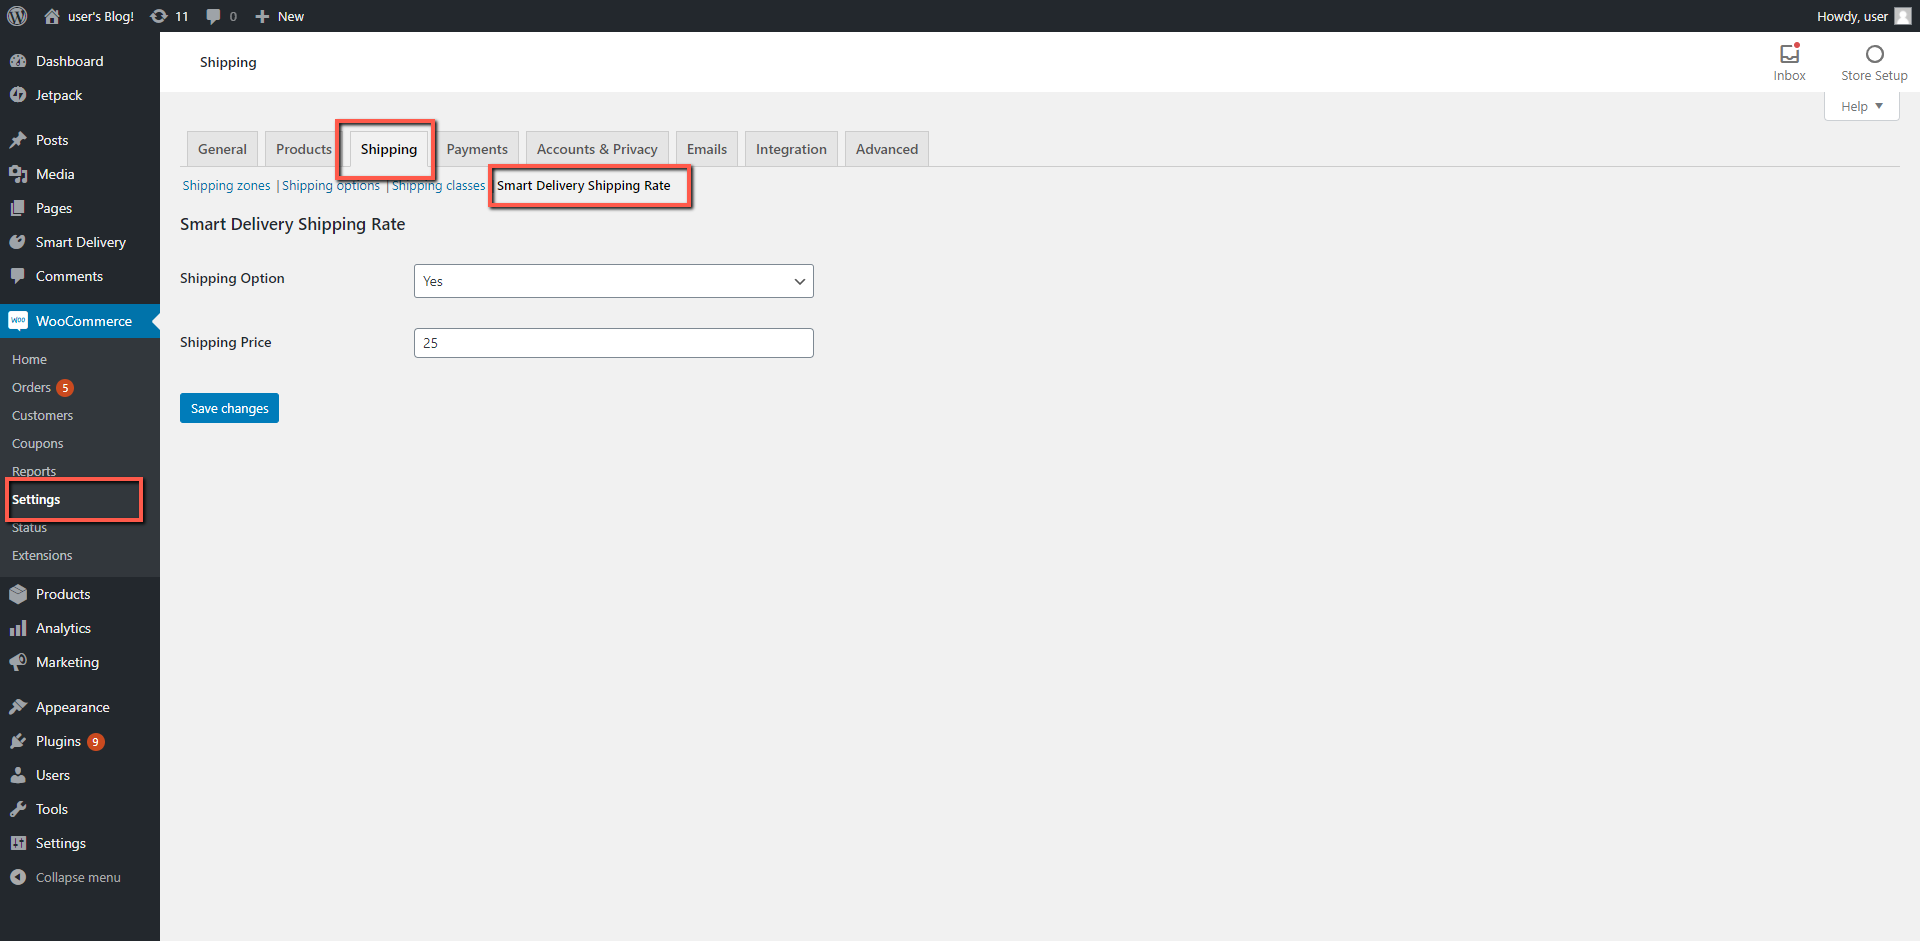 user's Blog! 11 0 New Howdy, user
Dashboard
Jetpack
Posts
Media
Pages
Smart Delivery
Comments
WOO WooCommerce
Home
Orders 5
Customers
Coupons
Reports
Settings
Status
Extensions
Products
Analytics
Marketing
Appearance
Plugins 9
Users
Tools
Settings
Collapse menu
Shipping
Inbox
Store Setup
Help
General Products Shipping Payments Accounts & Privacy Emails Integration Advanced
Shipping zones | Shipping options | Shipping classes Smart Delivery Shipping Rate
Smart Delivery Shipping Rate
Shipping Option Yes
Shipping Price 25
Save changes